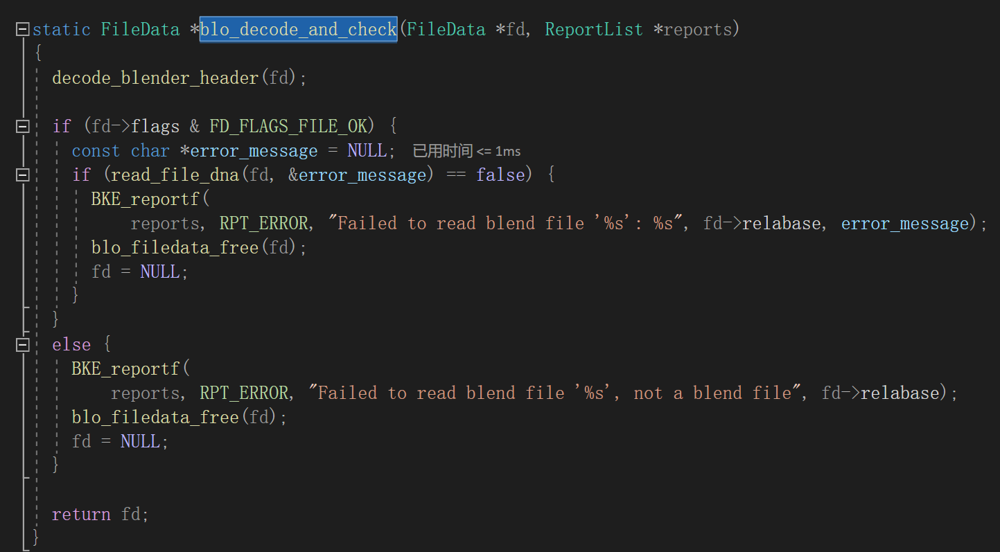 static FileData *blo_decode_and_check(FileData *fd, ReportList *reports)
{
decode_blender_header(fd);
if (fd->flags & FD_FLAGS_FILE_OK) {
const char *error_message = NULL; 已用时间 <= 1ms
if (read_file_dna(fd, &error_message) == false) {
BKE_reportf(
reports, RPT_ERROR, "Failed to read blend file '%s': %s", fd->relabase, error_message);
blo_filedata_free(fd);
fd = NULL;
}
}
else {
BKE_reportf(
reports, RPT_ERROR, "Failed to read blend file '%s', not a blend file", fd->relabase);
blo_filedata_free(fd);
fd = NULL;
}
return fd;
}